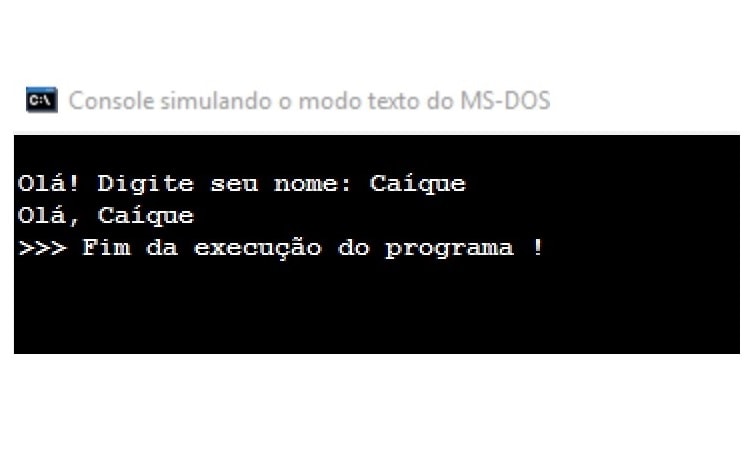 C:\ Console simulando o modo texto do MS-DOS
Olá! Digite seu nome: Caíque
Olá, Caíque
>>> Fim da execução do programa !